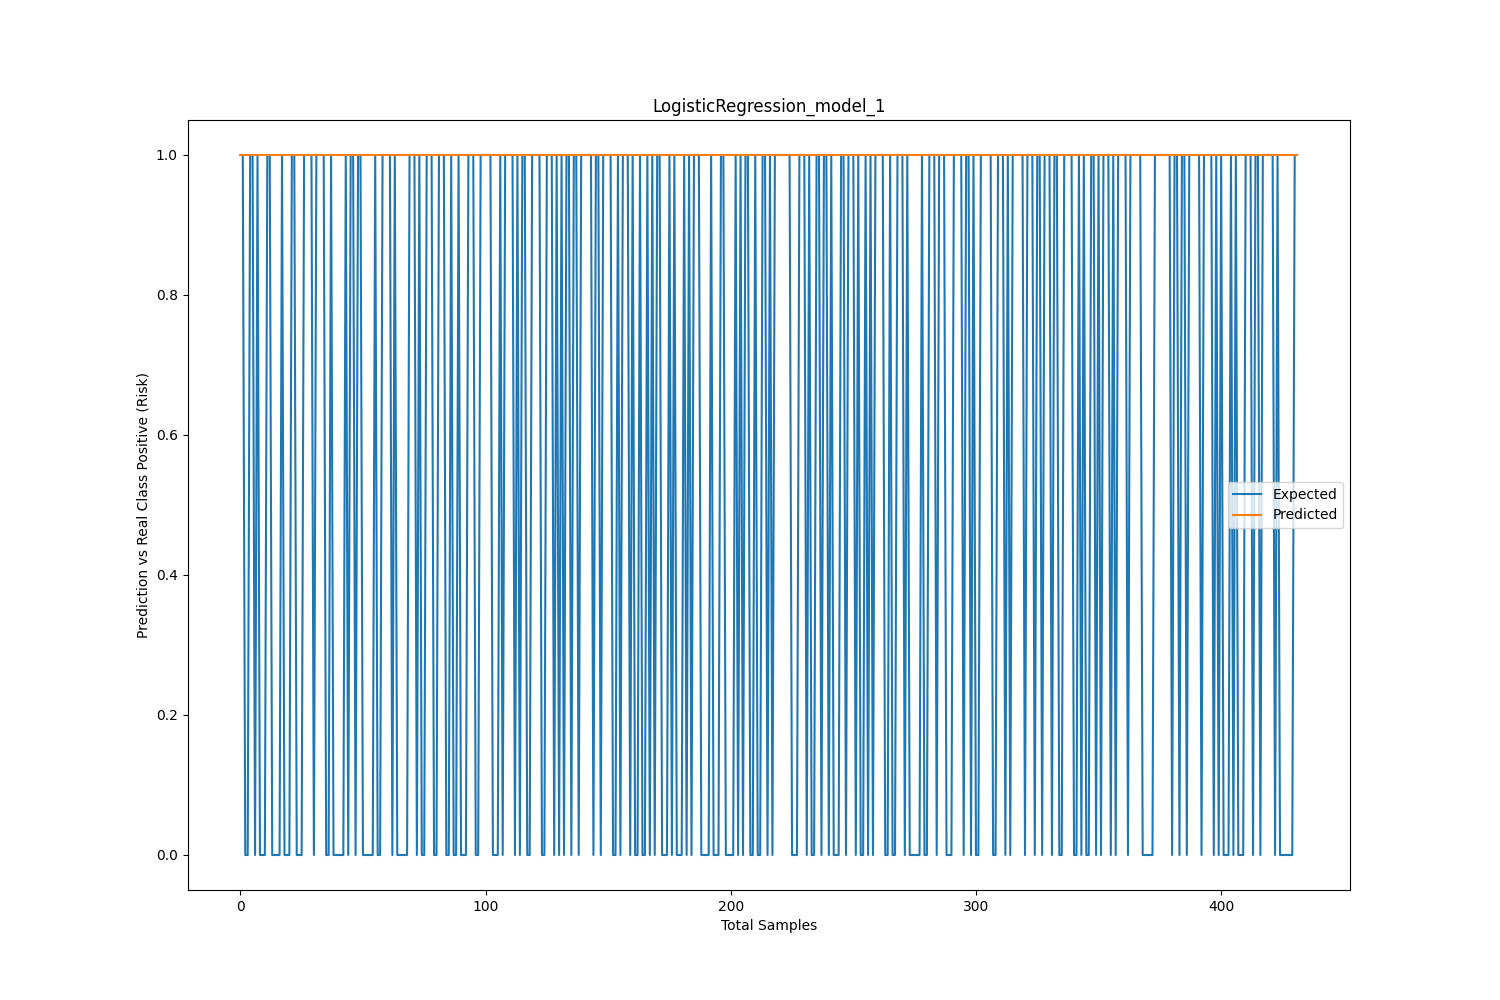 LogisticRegression_model_1
Prediction vs Real Class Positive (Risk)
1.0
0.8
0.6
0.4
0.2
0.0
Expected
Predicted
0 100 200 300 400
Total Samples